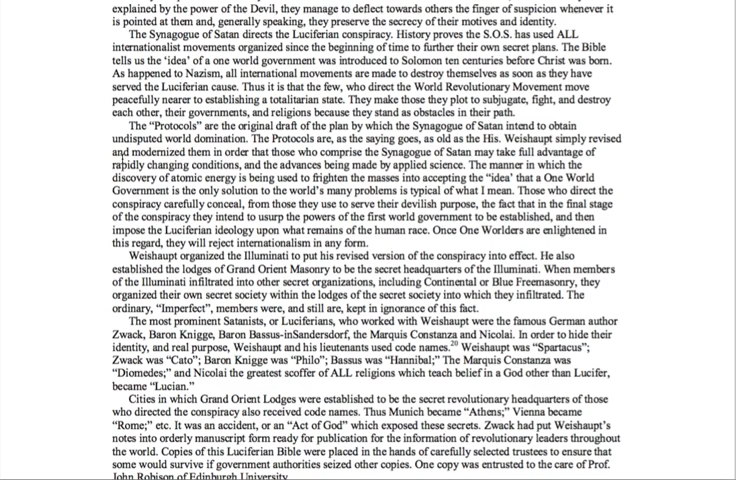 explained by the power of the Devil, they manage to deflect towards others the finger of suspicion whenever it
is pointed at them and, generally speaking, they preserve the secrecy of their motives and identity.
The Synagogue of Satan directs the Luciferian conspiracy. History proves the S.O.S. has used ALL
internationalist movements organized since the beginning of time to further their own secret plans. The Bible
tells us the ‘idea’ of a one world government was introduced to Solomon ten centuries before Christ was born.
As happened to Nazism, all international movements are made to destroy themselves as soon as they have
served the Luciferian cause. Thus it is that the few, who direct the World Revolutionary Movement move
peacefully nearer to establishing a totalitarian state. They make those they plot to subjugate, fight, and destroy
each other, their governments, and religions because they stand as obstacles in their path.
The “Protocols” are the original draft of the plan by which the Synagogue of Satan intend to obtain
undisputed world domination. The Protocols are, as the saying goes, as old as the His. Weishaupt simply revised
and modernized them in order that those who comprise the Synagogue of Satan may take full advantage of
rapidly changing conditions, and the advances being made by applied science. The manner in which the
discovery of atomic energy is being used to frighten the masses into accepting the “idea’ that a One World
Government is the only solution to the world’s many problems is typical of what I mean. Those who direct the
conspiracy carefully conceal, from those they use to serve their devilish purpose, the fact that in the final stage
of the conspiracy they intend to usurp the powers of the first world government to be established, and then
impose the Luciferian ideology upon what remains of the human race. Once One Worlders are enlightened in
this regard, they will reject internationalism in any form.
Weishaupt organized the Illuminati to put his revised version of the conspiracy into effect. He also
established the lodges of Grand Orient Masonry to be the secret headquarters of the Illuminati. When members
of the Illuminati infiltrated into other secret organizations, including Continental or Blue Freemasonry, they
organized their own secret society within the lodges of the secret society into which they infiltrated. The
ordinary, “Imperfect”, members were, and still are, kept in ignorance of this fact.
The most prominent Satanists, or Luciferians, who worked with Weishaupt were the famous German author
Zwack, Baron Knigge, Baron Bassus-inSandersdorf, the Marquis Constanza and Nicolai. In order to hide their
identity, and real purpose, Weishaupt and his lieutenants used code names.20 Weishaupt was “Spartacus”;
Zwack was “Cato”; Baron Knigge was “Philo”; Bassus was “Hannibal;” The Marquis Constanza was
“Diomedes;” and Nicolai the greatest scoffer of ALL religions which teach belief in a God other than Lucifer,
became “Lucian.”
Cities in which Grand Orient Lodges were established to be the secret revolutionary headquarters of those
who directed the conspiracy also received code names. Thus Munich became “Athens;” Vienna became
“Rome;” etc. It was an accident, or an “Act of God” which exposed these secrets. Zwack had put Weishaupt’s
notes into orderly manuscript form ready for publication for the information of revolutionary leaders throughout
the world. Copies of this Luciferian Bible were placed in the hands of carefully selected trustees to ensure that
some would survive if government authorities seized other copies. One copy was entrusted to the care of Prof.
John Robison of Edinburgh University